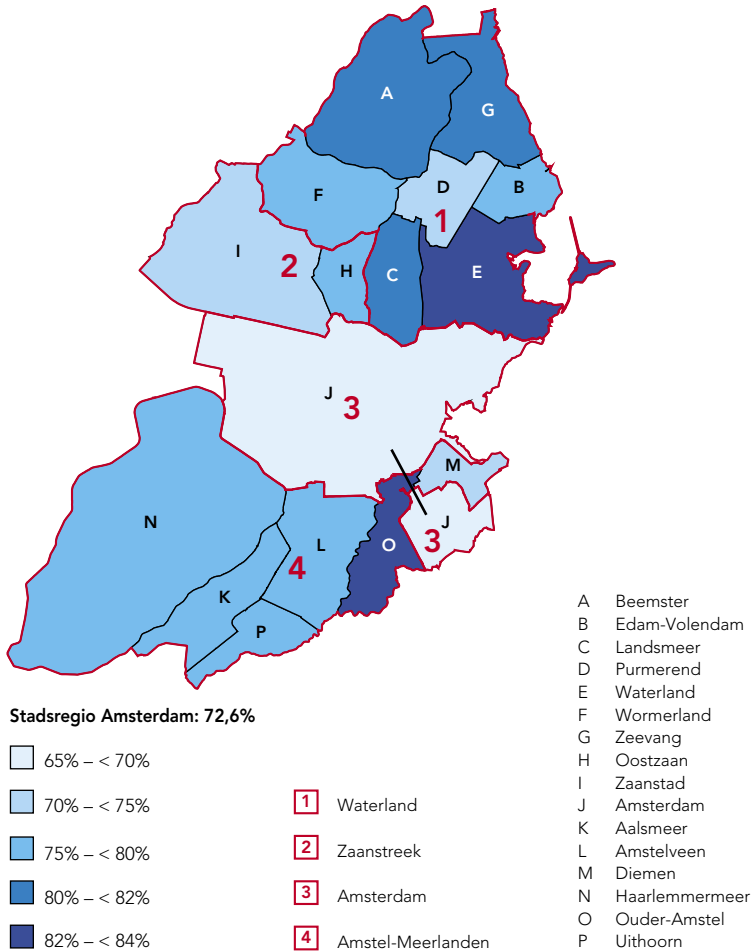 A
G
D
B
F
1
I
2
H
C
E
J
3
M
N
J
O
L
3
4
K
P
Stadsregio Amsterdam: 72,6%
65% – < 70%
70% – < 75%
75% – < 80%
80% – < 82%
82% – < 84%
1 Waterland
2 Zaanstreek
3 Amsterdam
4 Amstel-Meerlanden
A Beemster
B Edam-Volendam
C Landsmeer
D Purmerend
E Waterland
F Wormerland
G Zeevang
H Oostzaan
I Zaanstad
J Amsterdam
K Aalsmeer
L Amstelveen
M Diemen
N Haarlemmermeer
O Ouder-Amstel
P Uithoorn